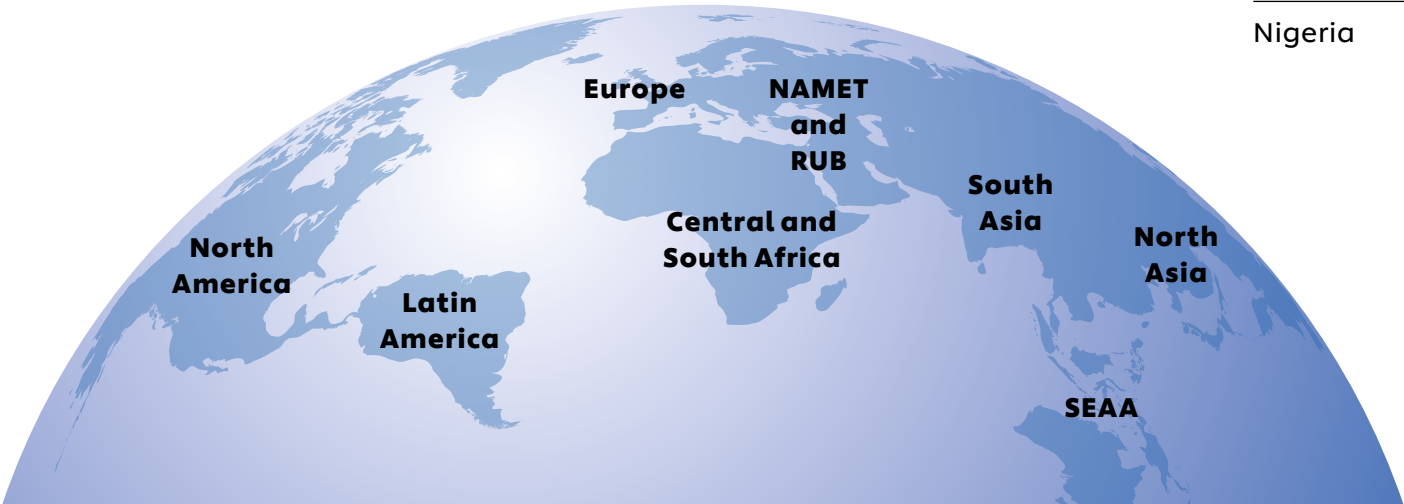 Nigeria
Europe
NAMET
and
RUB
South
Asia
Central and
South Africa
North
Asia
North
America
Latin
America
SEAA